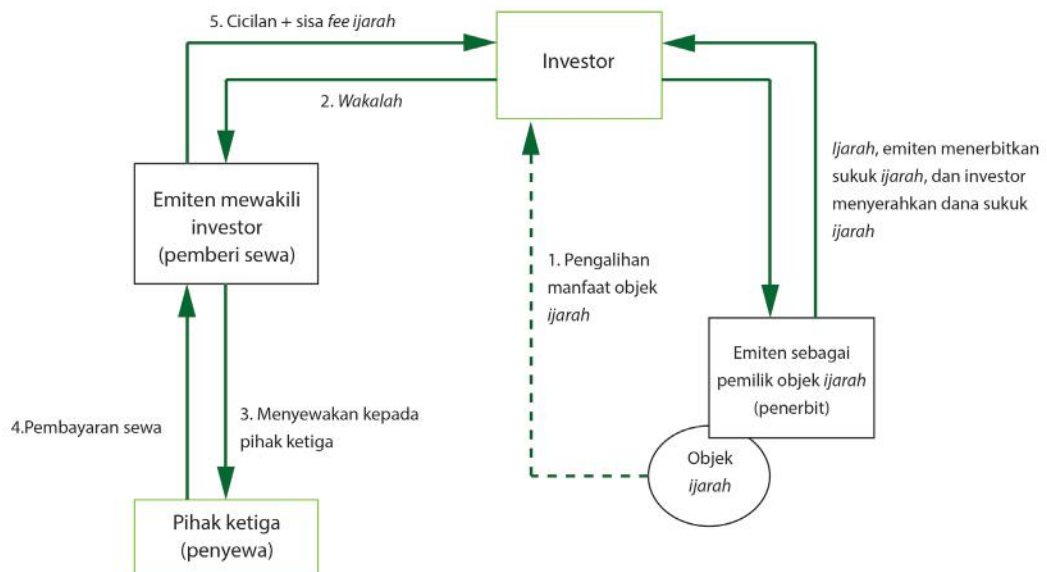 5. Cicilan + sisa fee ijarah
Investor
2. Wakalah
Ijarah, emiten menerbitkan
sukuk ijarah, dan investor
menyerahkan dana sukuk
ijarah
Emiten mewakili
investor
(pemberi sewa)
1. Pengalihan
manfaat objek
ijarah
Emiten sebagai
pemilik objek ijarah
(penerbit)
4.Pembayaran sewa
3. Menyewakan kepada
pihak ketiga
Objek
ijarah
Pihak ketiga
(penyewa)